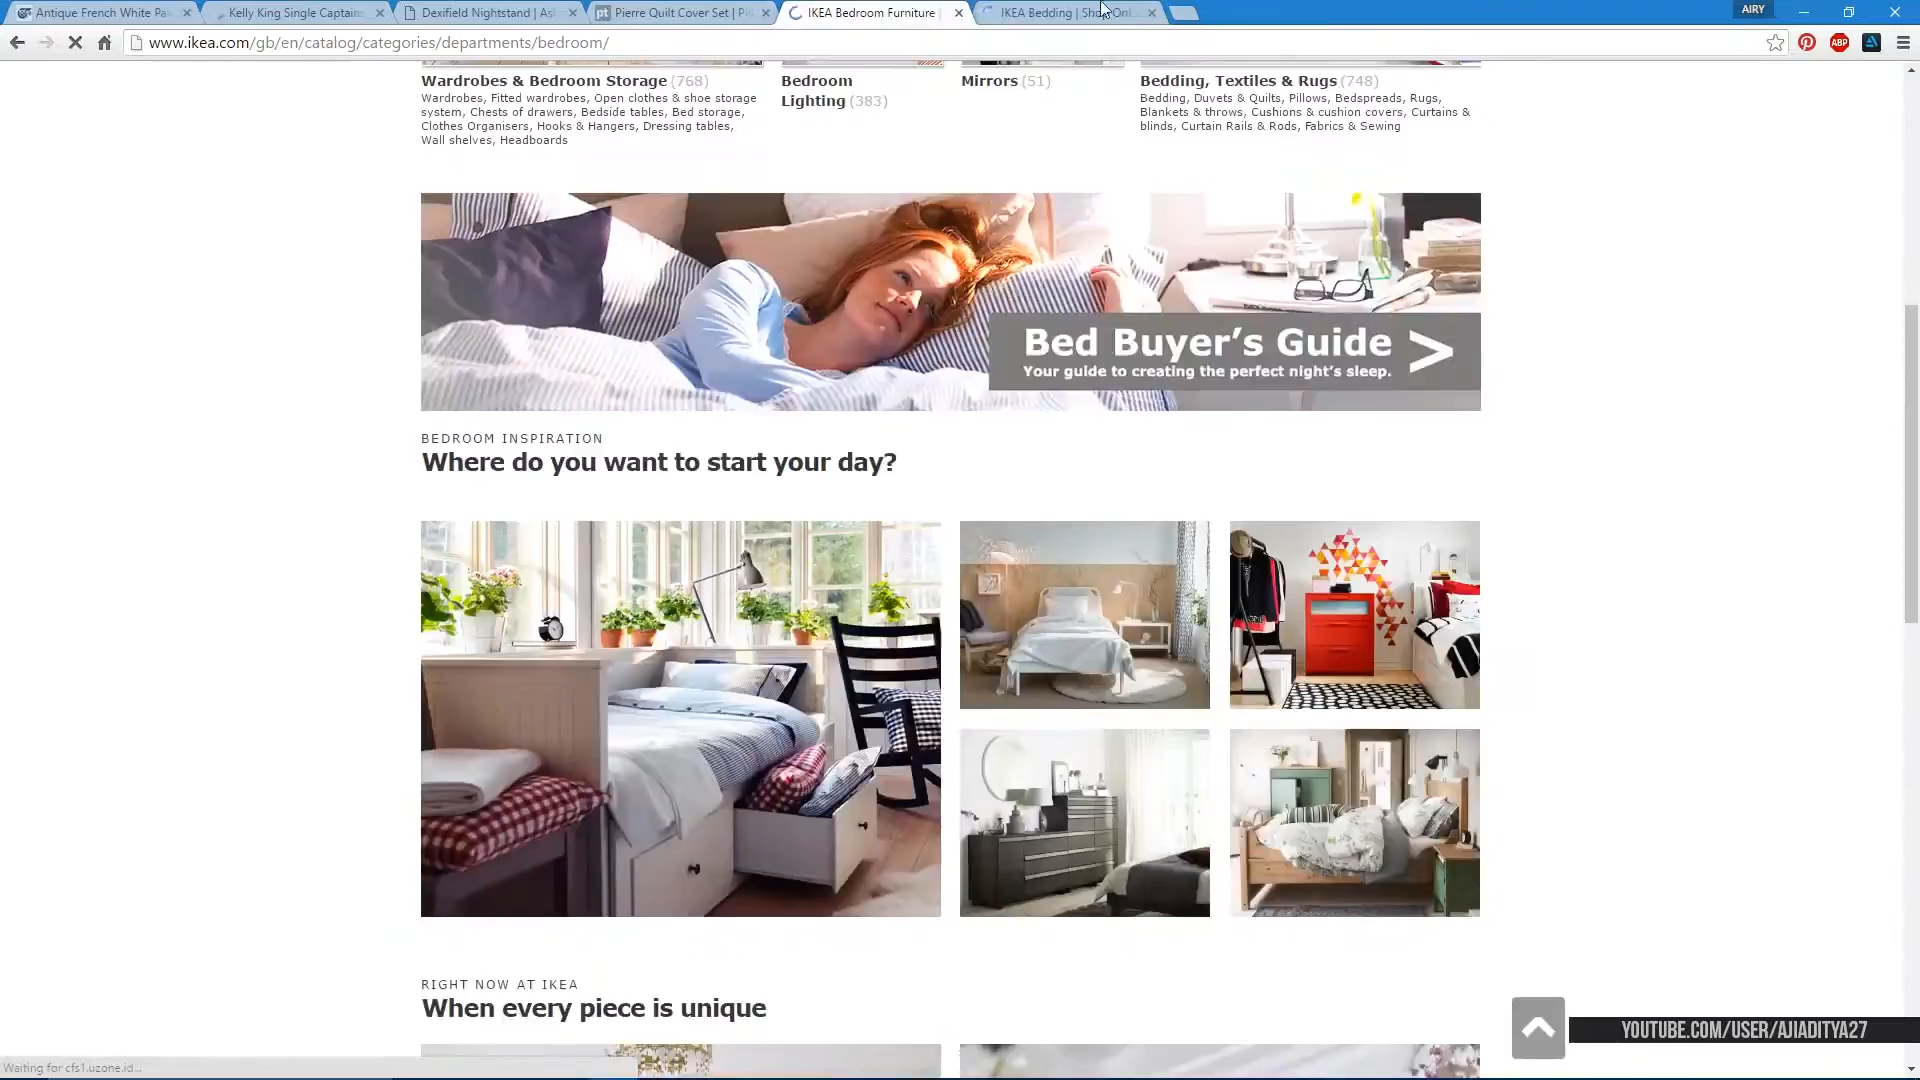 Antique French White Pa
Kelly King Single Captain
Dexifield Nightstand | Asl
Pierre Quilt Cover Set | P
IKEA Bedroom Furniture |
IKEA Bedding | Shop Onl
AIRY
www.ikea.com/gb/en/catalog/categories/departments/bedroom/
ABP
Wardrobes & Bedroom Storage (768)
Wardrobes, Fitted wardrobes, Open clothes & shoe storage
system, Chests of drawers, Bedside tables, Bed storage,
Clothes Organisers, Hooks & Hangers, Dressing tables,
Wall shelves, Headboards
Bedroom
Lighting (383)
Mirrors (51)
Bedding, Textiles & Rugs (748)
Bedding, Duvets & Quilts, Pillows, Bedspreads, Rugs,
Blankets & throws, Cushions & cushion covers, Curtains &
blinds, Curtain Rails & Rods, Fabrics & Sewing
Bed Buyer's Guide >
Your guide to creating the perfect night's sleep.
BEDROOM INSPIRATION
Where do you want to start your day?
RIGHT NOW AT IKEA
When every piece is unique
YOUTUBE.COM/USER/AJIADITYA27
Waiting for cfs1.uzone.id...